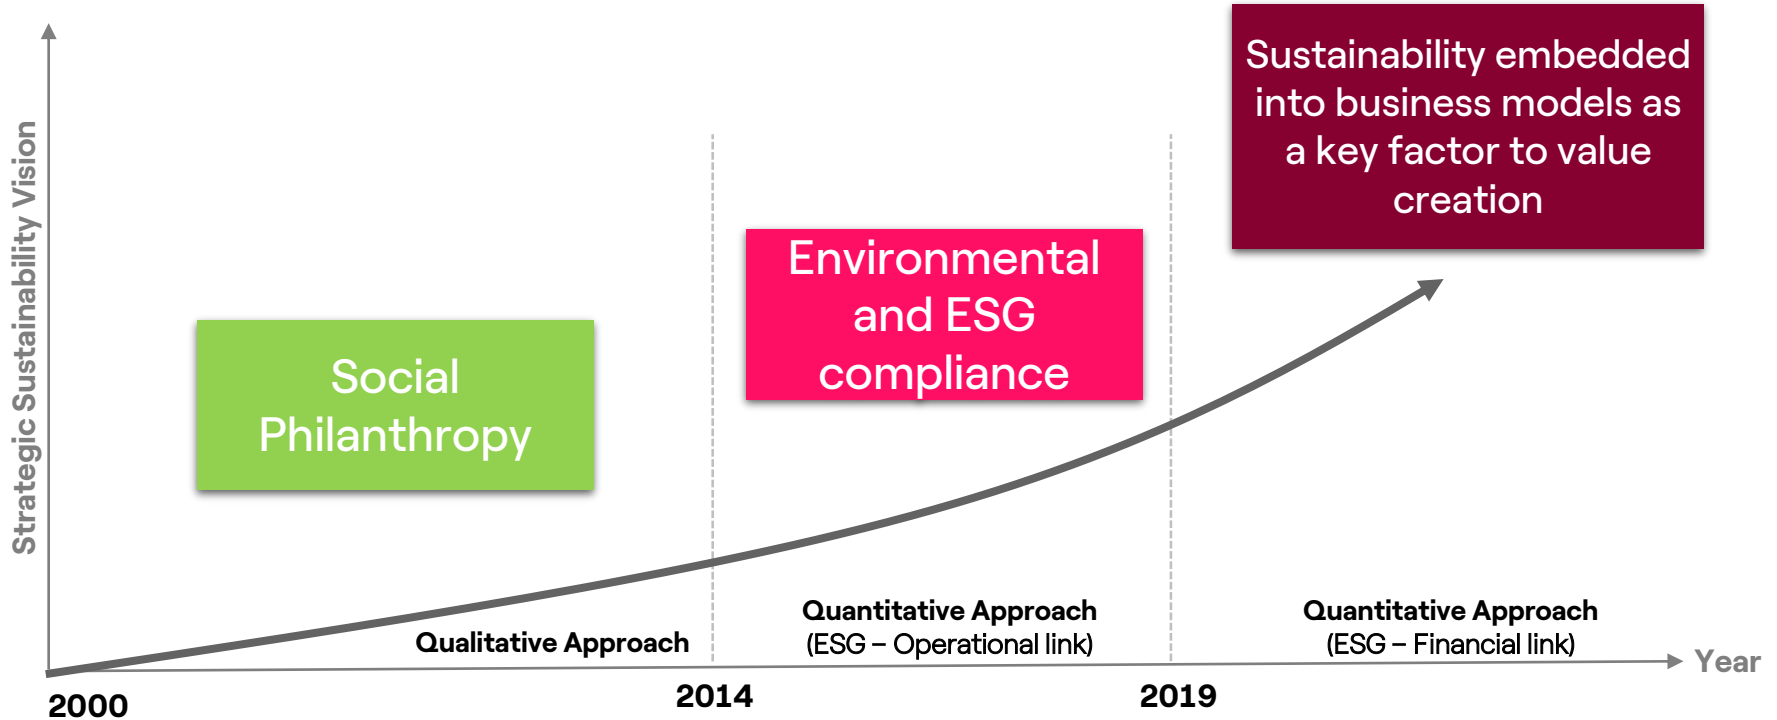 Strategic Sustainability Vision
Sustainability embedded
into business models as
a key factor to value
creation
Environmental
and ESG
compliance
Social
Philanthropy
Qualitative Approach
Quantitative Approach
(ESG – Operational link)
Quantitative Approach
(ESG – Financial link)
Year
2000
2014
2019